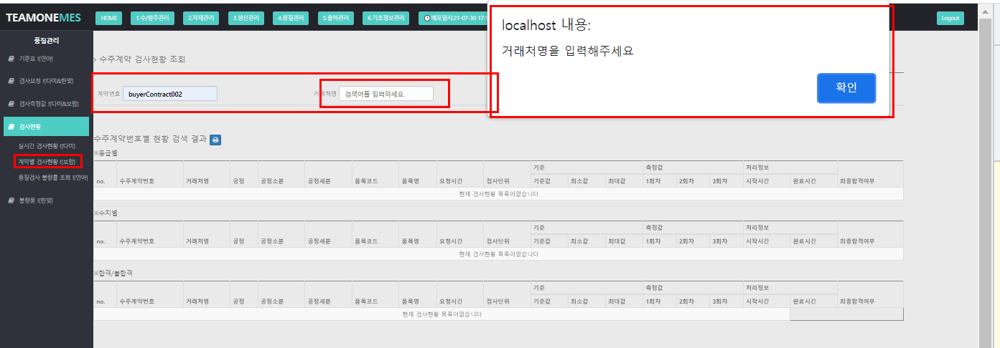 TEAMONEMES
HOME 1.수/발주관리 2.자재관리 3.생산관리 4.품질관리 5.출하관리 6.기초정보관리 배포일시:21-07-30 17:1 Logout
localhost 내용:
거래처명을 입력해주세요
확인
품질관리
기준표 ![민아]
검사요청 ![다미&한빛]
검사측정값 ![다미&보람]
검사현황
실시간 검사현황 ![다미]
계약별 검사현황 ![보람]
품질검사 불량률 조회 ![민아]
불량품 ![한빛]
> 수주계약 검사현황 조회
계약번호 buyerContract002 거래처명 검색어를 입력하세요.
수주계약번호별 현황 검색 결과
※등급별
기준 측정값 처리정보
no. 수주계약번호 거래처명 공정 공정소분 공정세분 품목코드 품목명 요청시간 검사단위 기준값 최소값 최대값 1회차 2회차 3회차 시작시간 완료시간 최종합격여부
현재 검사현황 목록이없습니다
※수치별
기준 측정값 처리정보
no. 수주계약번호 거래처명 공정 공정소분 공정세분 품목코드 품목명 요청시간 검사단위 기준값 최소값 최대값 1회차 2회차 3회차 시작시간 완료시간 최종합격여부
현재 검사현황 목록이없습니다
※합격/불합격
기준 측정값 처리정보
no. 수주계약번호 거래처명 공정 공정소분 공정세분 품목코드 품목명 요청시간 검사단위 기준값 최소값 최대값 1회차 2회차 3회차 시작시간 완료시간 최종합격여부
현재 검사현황 목록이없습니다